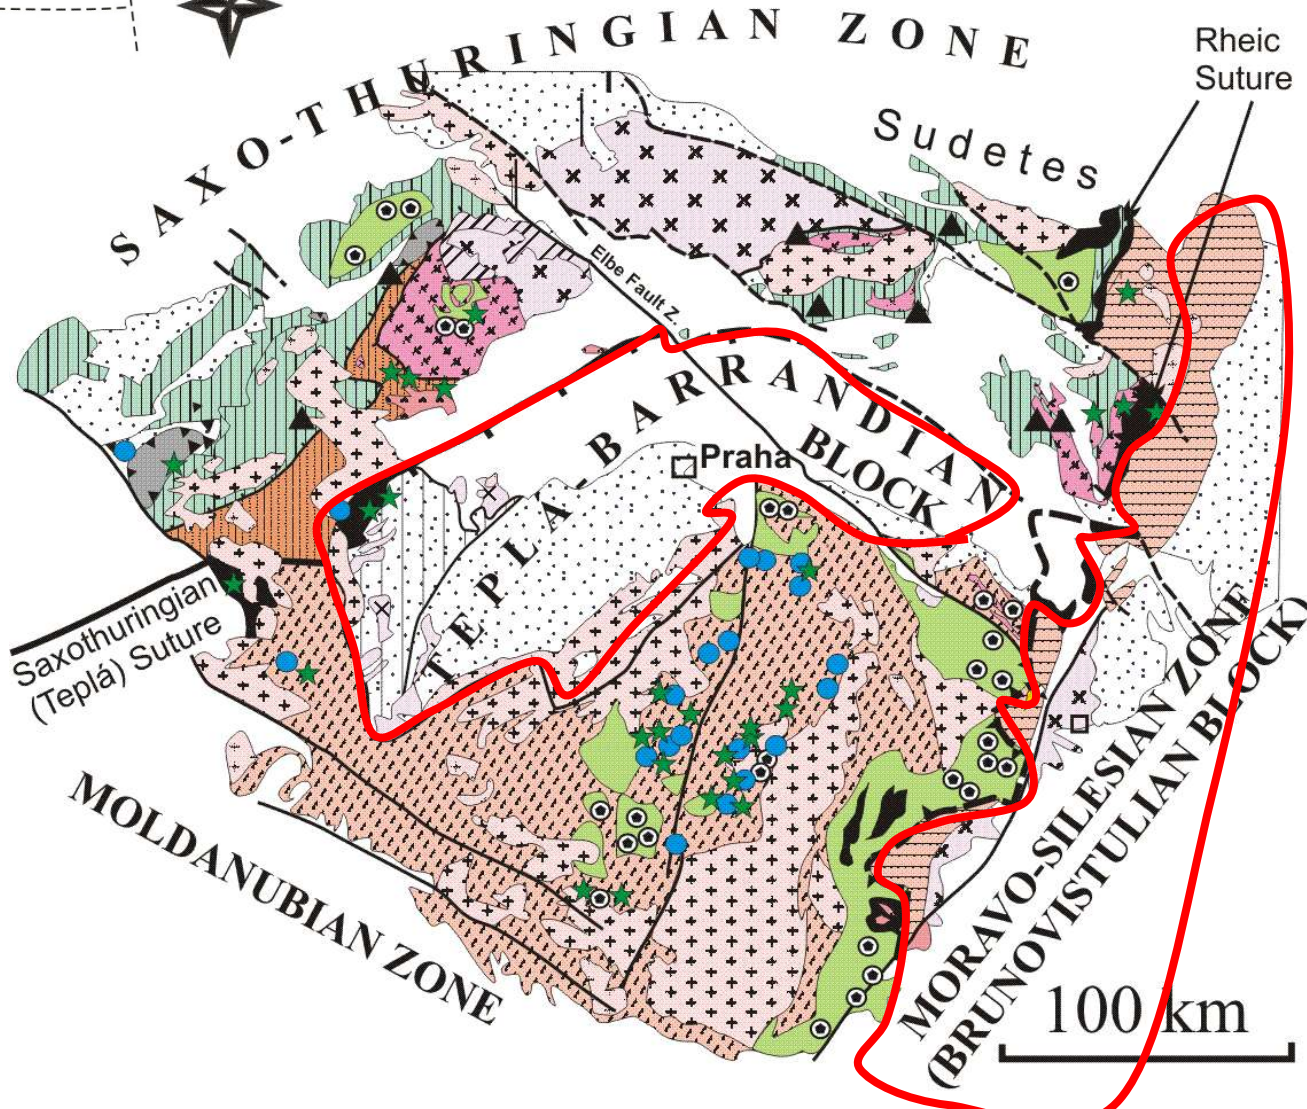 SAXO-THURINGIAN ZONE
Rheic
Suture
Sudetes
Elbe Fault Z.
TEPLA-BARRANDIAN
BLOCK
Praha
Saxothuringian
(Teplá) Suture
MOLDANUBIAN ZONE
MORAVO-SILESIAN ZONE
(BRUNOVISTULIAN BLOCK)
100 km